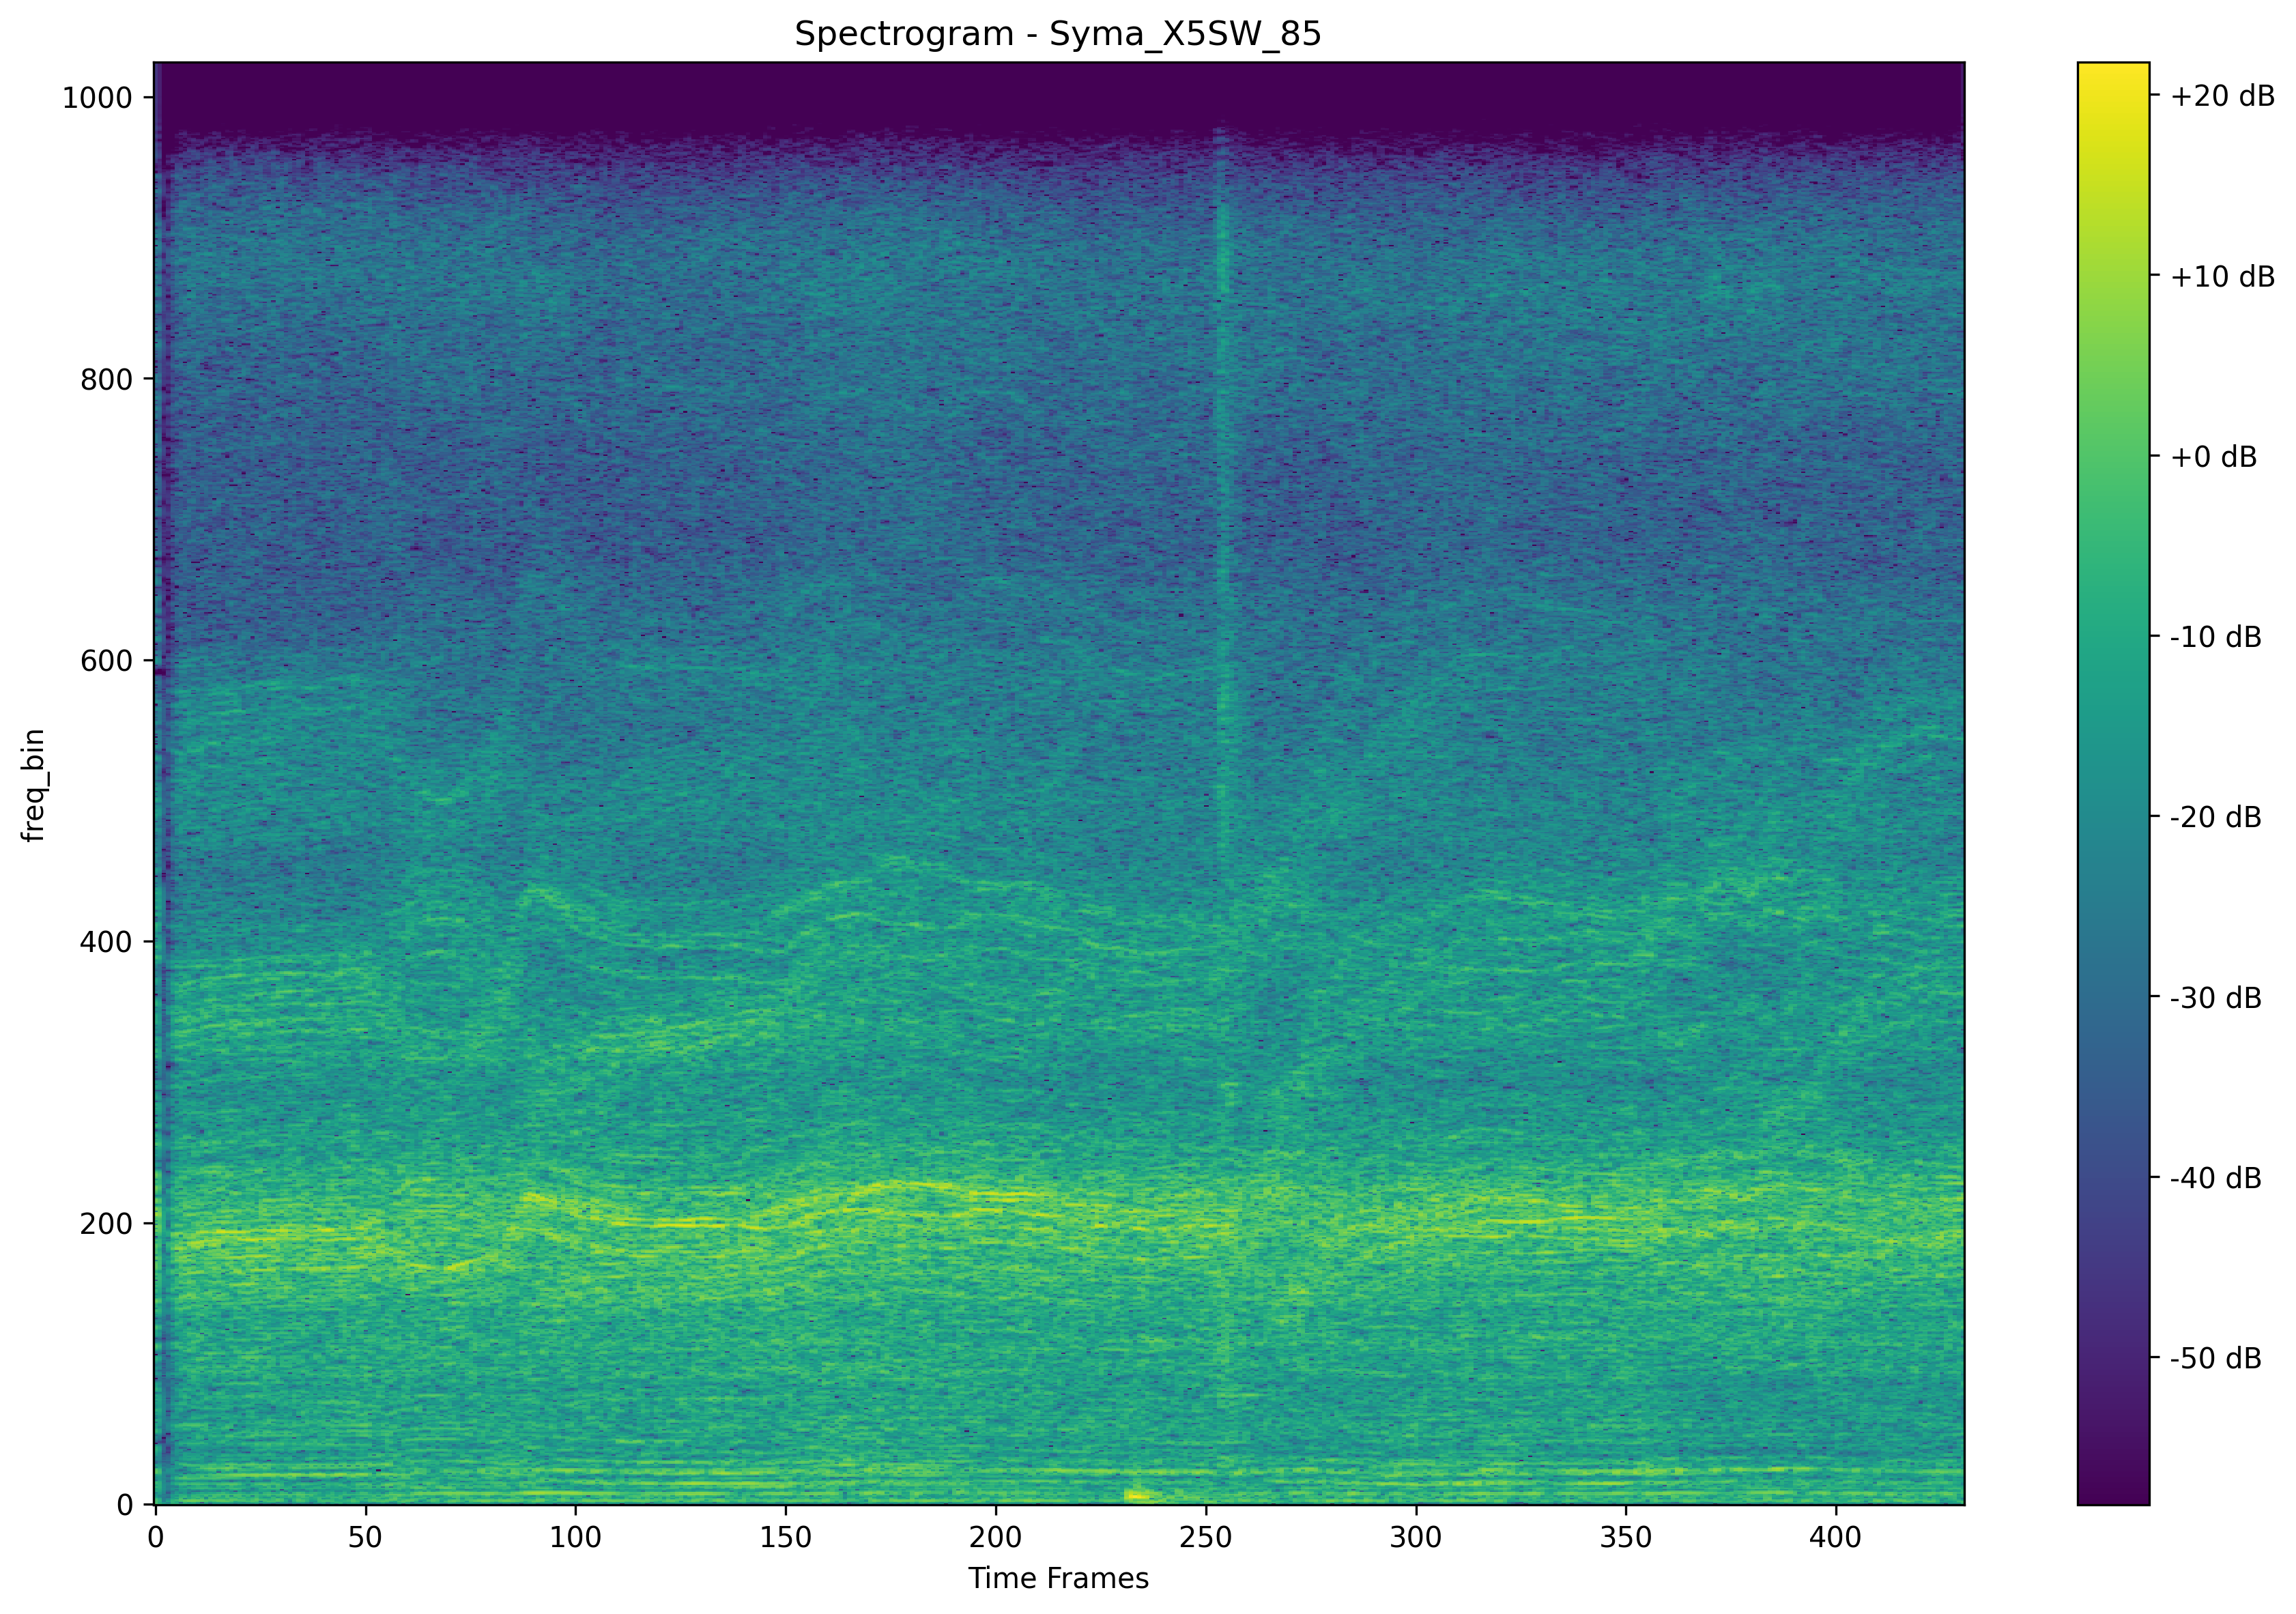 Spectrogram - Syma_X5SW_85
freq_bin
1000
800
600
400
200
0
0 50 100 150 200 250 300 350 400
Time Frames
+20 dB
+10 dB
+0 dB
-10 dB
-20 dB
-30 dB
-40 dB
-50 dB